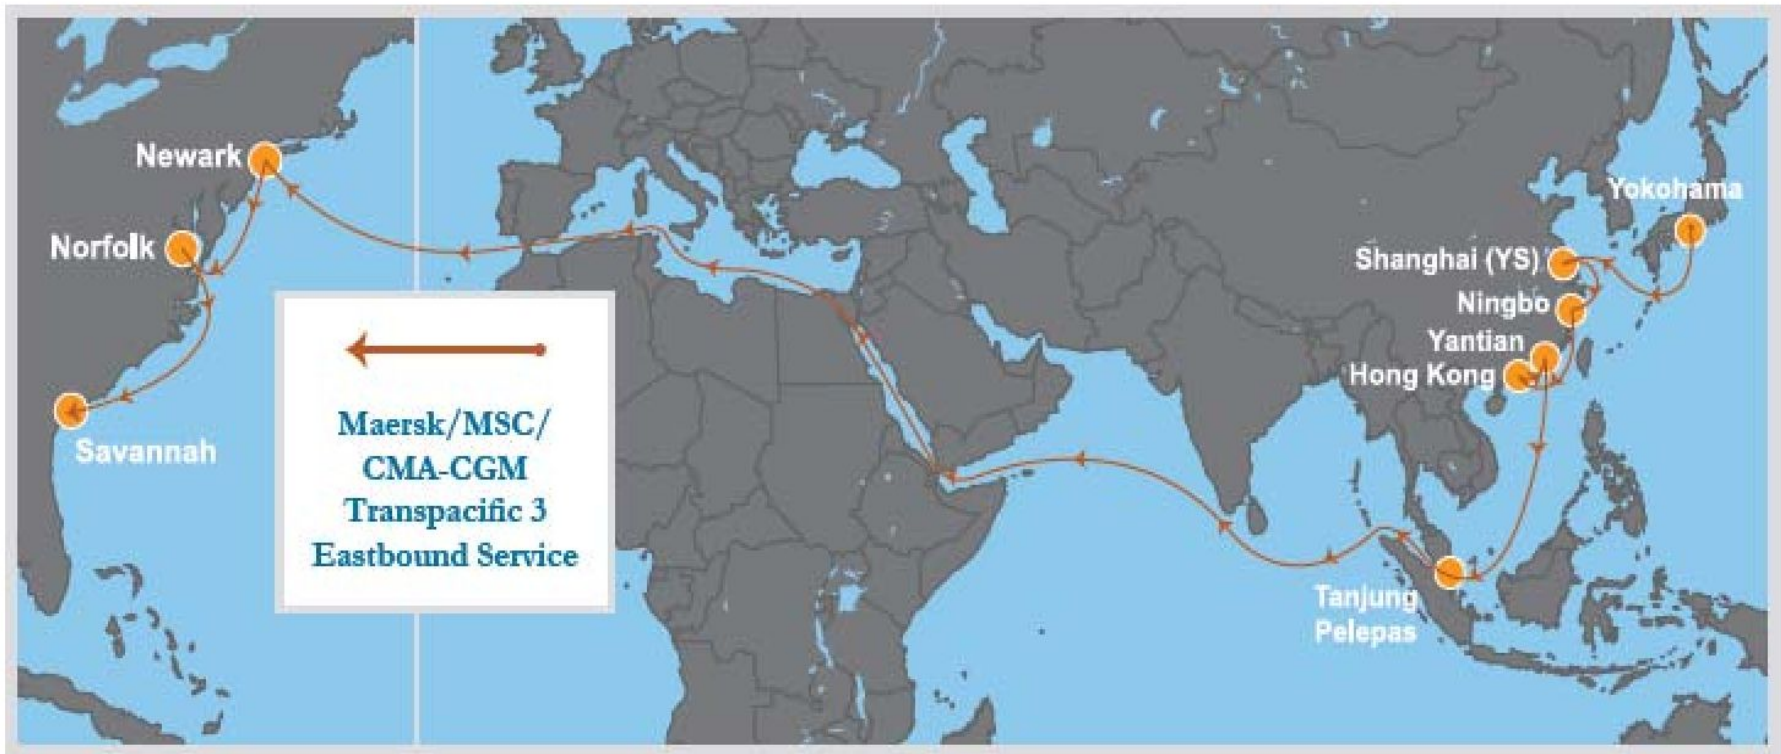 Newark
Norfolk
Savannah
Maersk/MSC/
CMA-CGM
Transpacific 3
Eastbound Service
Yokohama
Shanghai (YS)
Ningbo
Yantian
Hong Kong
Tanjung
Pelepas